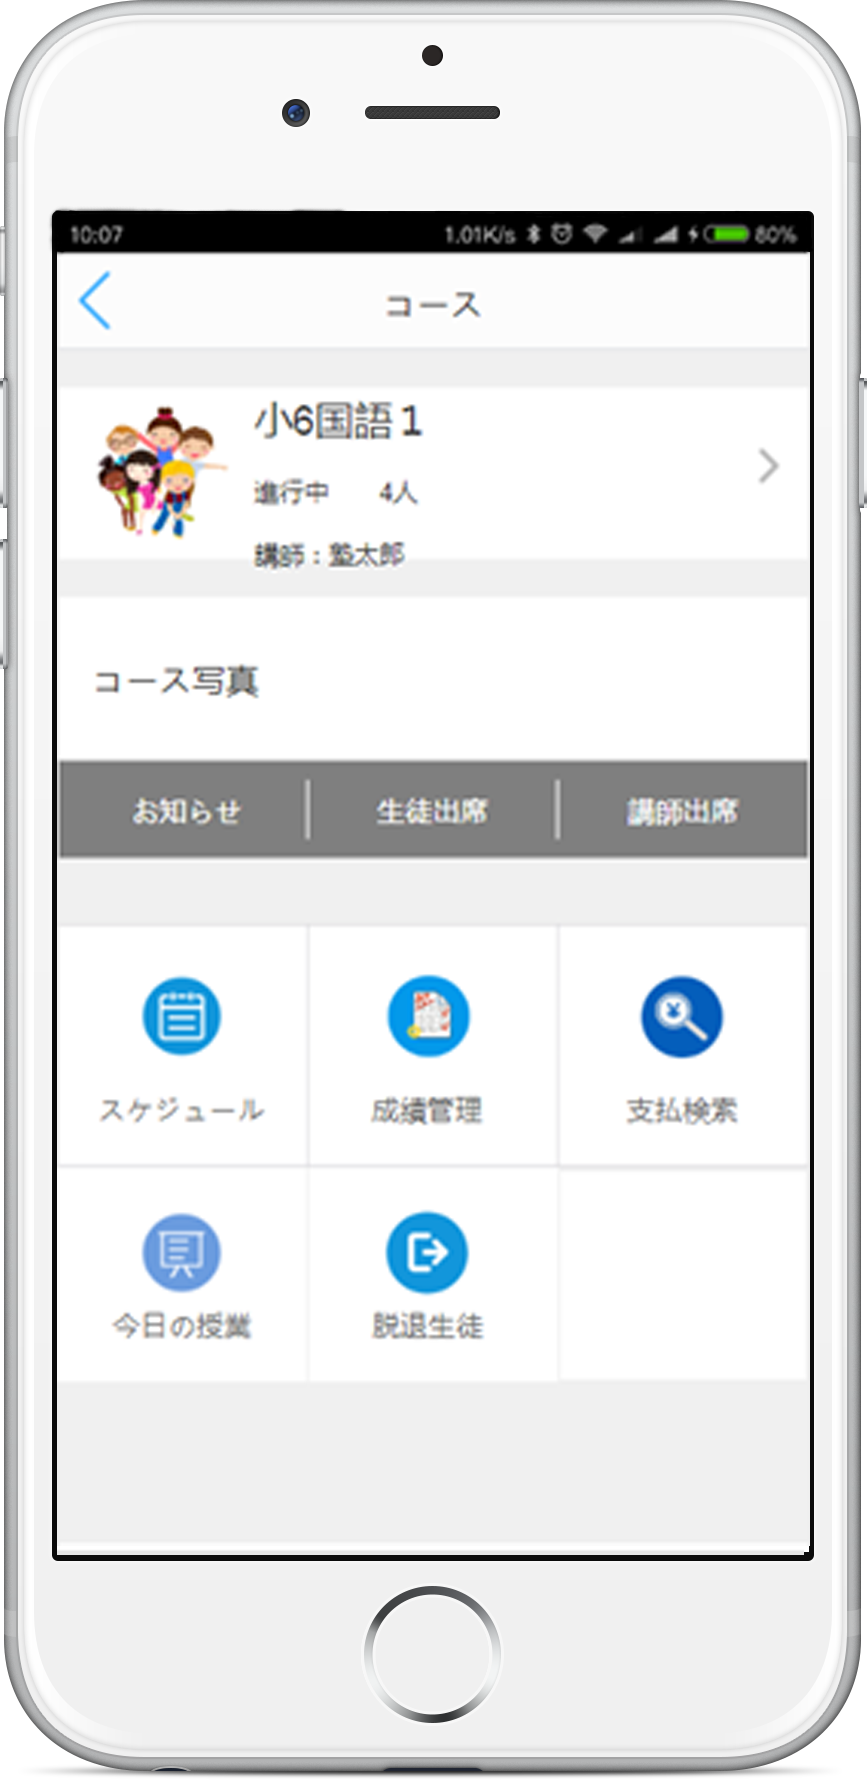 10:07 1.01K/s 80%
コース
小6国語１
進行中 4人
講師：塾太郎
コース写真
お知らせ 生徒出席 講師出席
スケジュール 成績管理 支払検索
今日の授業 脱退生徒